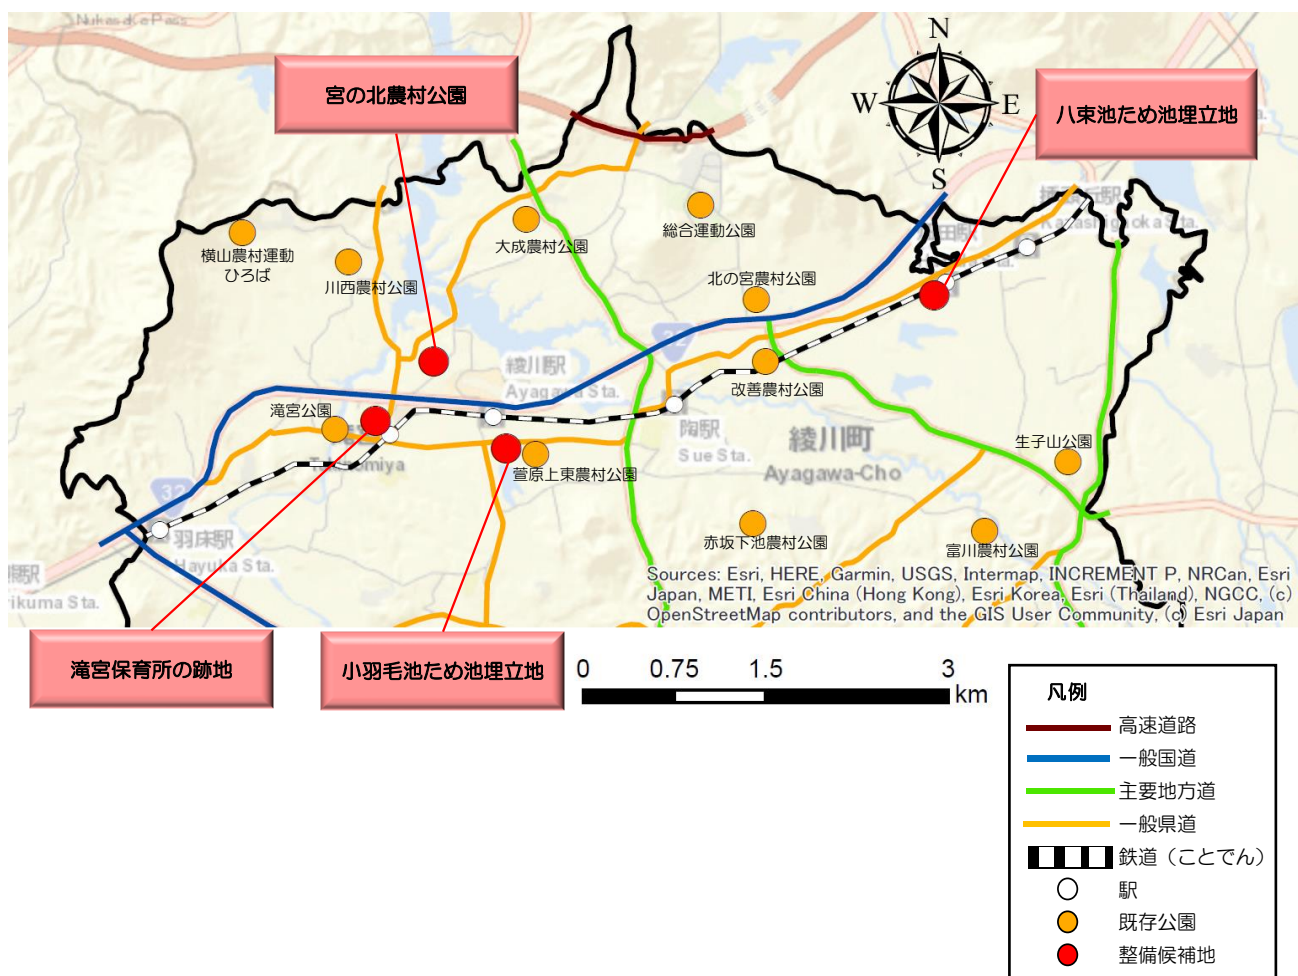 Nukasaka Pass
N
W
E
S
宮の北農村公園
八束池ため池埋立地
横山農村運動
ひろば
川西農村公園
大成農村公園
総合運動公園
北の宮農村公園
32
綾川駅
Ayagawa Sta.
改善農村公園
滝宮公園
陶駅
Sue Sta.
綾川町
Ayagawa-Cho
生子山公園
萱原上東農村公園
32
羽床駅
Hayuka Sta.
赤坂下池農村公園
富川農村公園
rikuma Sta.
Sources: Esri, HERE, Garmin, USGS, Intermap, INCREMENT P, NRCan, Esri
Japan, METI, Esri China (Hong Kong), Esri Korea, Esri (Thailand), NGCC, (c)
OpenStreetMap contributors, and the GIS User Community, (c) Esri Japan
滝宮保育所の跡地
小羽毛池ため池埋立地
0 0.75 1.5 3
km
凡例
高速道路
一般国道
主要地方道
一般県道
鉄道（ことでん）
駅
既存公園
整備候補地